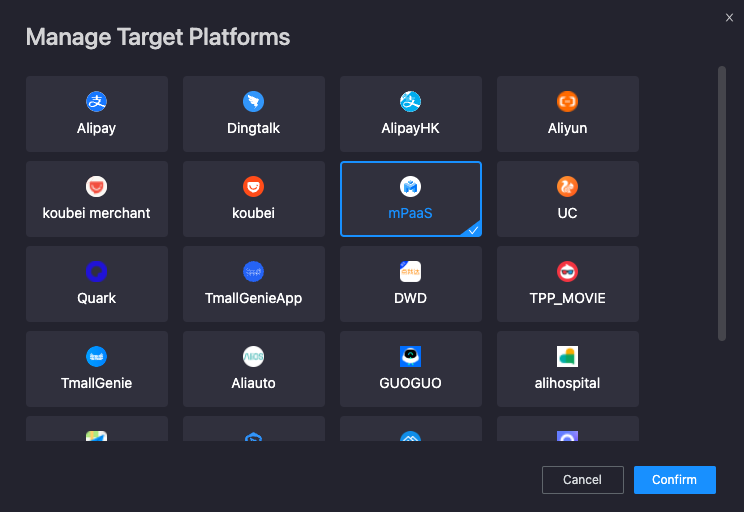 x
Manage Target Platforms
Alipay
Dingtalk
AlipayHK
Aliyun
koubei merchant
koubei
mPaaS
UC
Quark
TmallGenieApp
DWD
TPP_MOVIE
TmallGenie
Aliauto
GUOGUO
alihospital
Cancel
Confirm